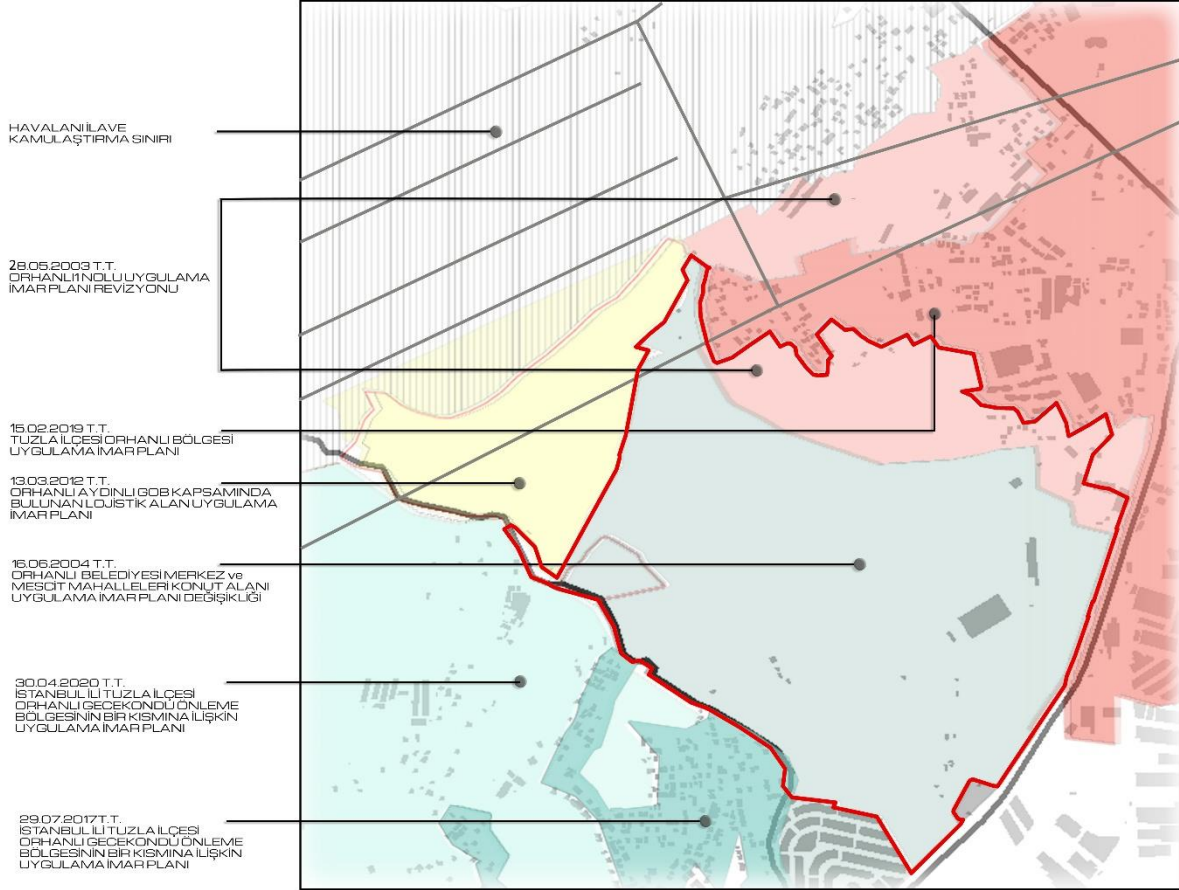 HAVALANI İLAVE
KAMULAŞTIRMA SINIRI
28.05.2003 T.T.
ORHANLI 1 NOLU UYGULAMA
İMAR PLANI REVİZYONU
15.02.2019 T.T.
TUZLA İLÇESİ ORHANLI BÖLGESİ
UYGULAMA İMAR PLANI
13.03.2012 T.T.
ORHANLI AYDINLI GOB KAPSAMINDA
BULUNAN LOJİSTİK ALAN UYGULAMA
İMAR PLANI
16.06.2004 T.T.
ORHANLI BELEDİYESİ MERKEZ ve
MESCİT MAHALLELERİ KONUT ALANI
UYGULAMA İMAR PLANI DEĞİŞİKLİĞİ
30.04.2020 T.T.
İSTANBUL İLİ TUZLA İLÇESİ
ORHANLI GECEKONDU ÖNLEME
BÖLGESİNİN BİR KISMINA İLİŞKİN
UYGULAMA İMAR PLANI
29.07.2017 T.T.
İSTANBUL İLİ TUZLA İLÇESİ
ORHANLI GECEKONDU ÖNLEME
BÖLGESİNİN BİR KISMINA İLİŞKİN
UYGULAMA İMAR PLANI